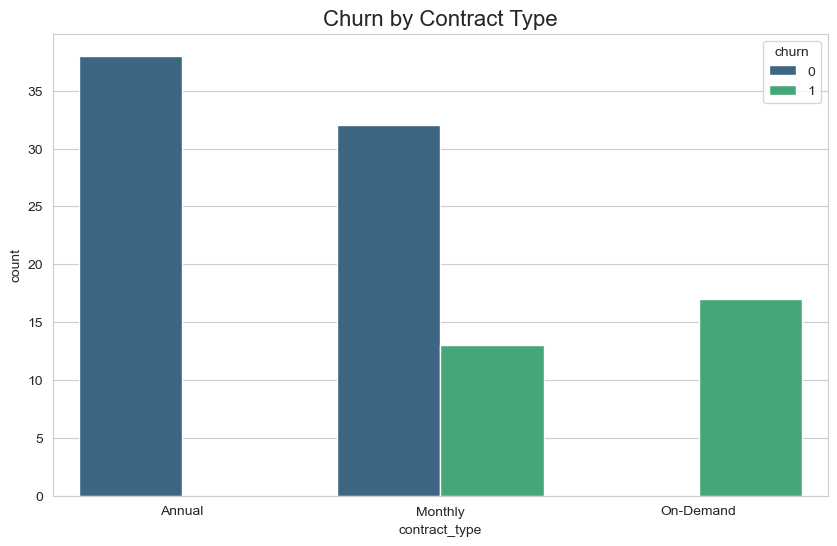 Churn by Contract Type
churn
0
1
35
30
25
20
15
10
5
0
count
Annual
Monthly
On-Demand
contract_type